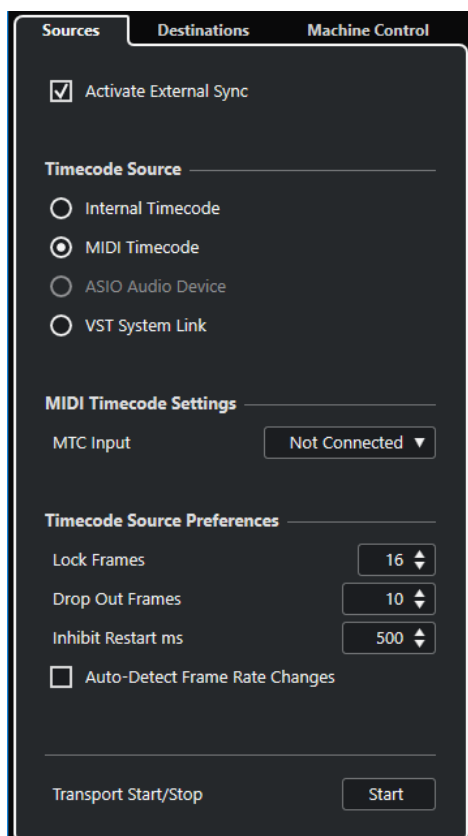 Sources Destinations Machine Control
Activate External Sync
Timecode Source
Internal Timecode
MIDI Timecode
ASIO Audio Device
VST System Link
MIDI Timecode Settings
MTC Input Not Connected
Timecode Source Preferences
Lock Frames 16
Drop Out Frames 10
Inhibit Restart ms 500
Auto-Detect Frame Rate Changes
Transport Start/Stop Start